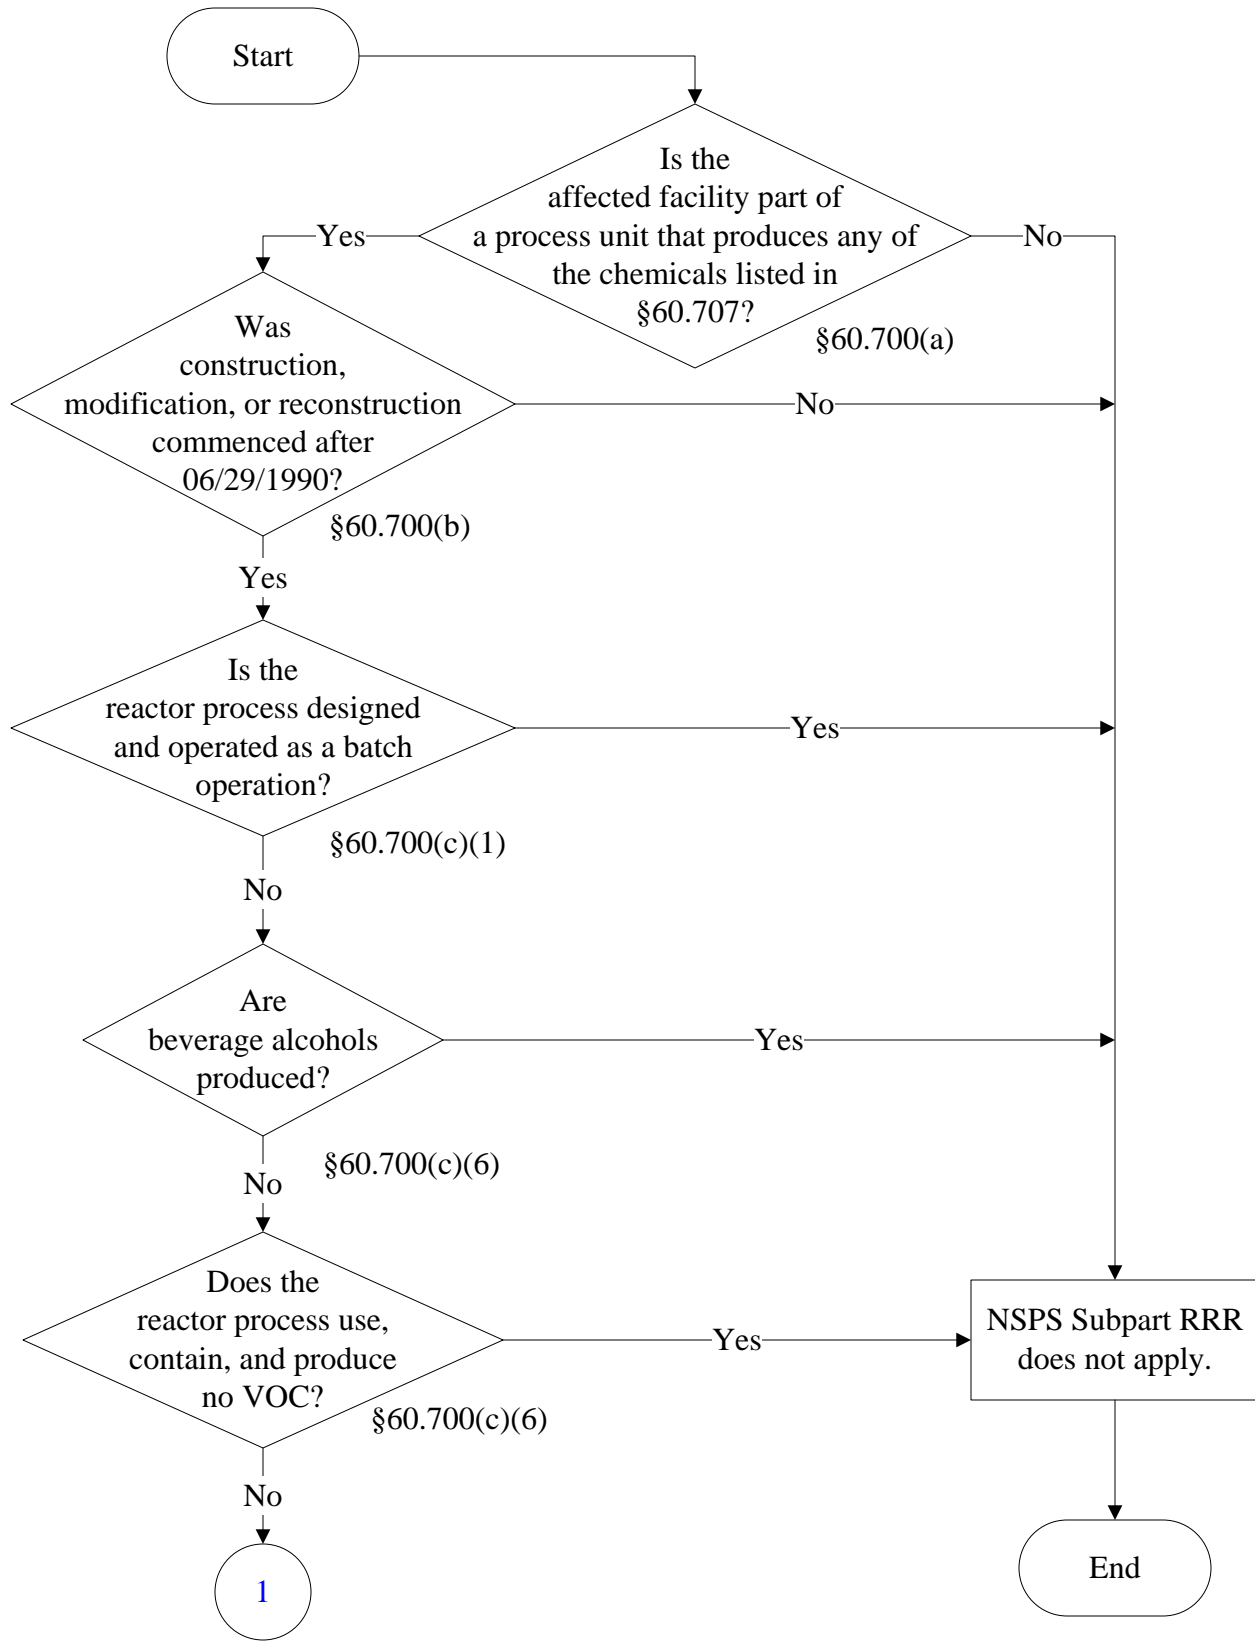 Start
Is the
affected facility part of
a process unit that produces any of
the chemicals listed in
§60.707?
Yes
No
§60.700(a)
Was
construction,
modification, or reconstruction
commenced after
06/29/1990?
No
§60.700(b)
Yes
Is the
reactor process designed
and operated as a batch
operation?
Yes
§60.700(c)(1)
No
Are
beverage alcohols
produced?
Yes
§60.700(c)(6)
No
Does the
reactor process use,
contain, and produce
no VOC?
Yes
§60.700(c)(6)
NSPS Subpart RRR
does not apply.
No
1
End